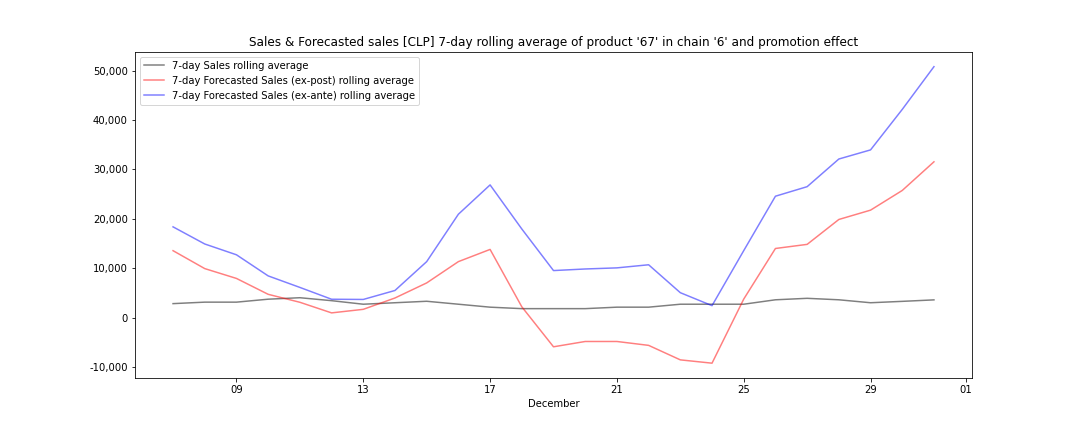 Sales & Forecasted sales [CLP] 7-day rolling average of product '67' in chain '6' and promotion effect
7-day Sales rolling average
7-day Forecasted Sales (ex-post) rolling average
7-day Forecasted Sales (ex-ante) rolling average
50,000
40,000
30,000
20,000
10,000
0
-10,000
09 13 17 21 25 29 01
December